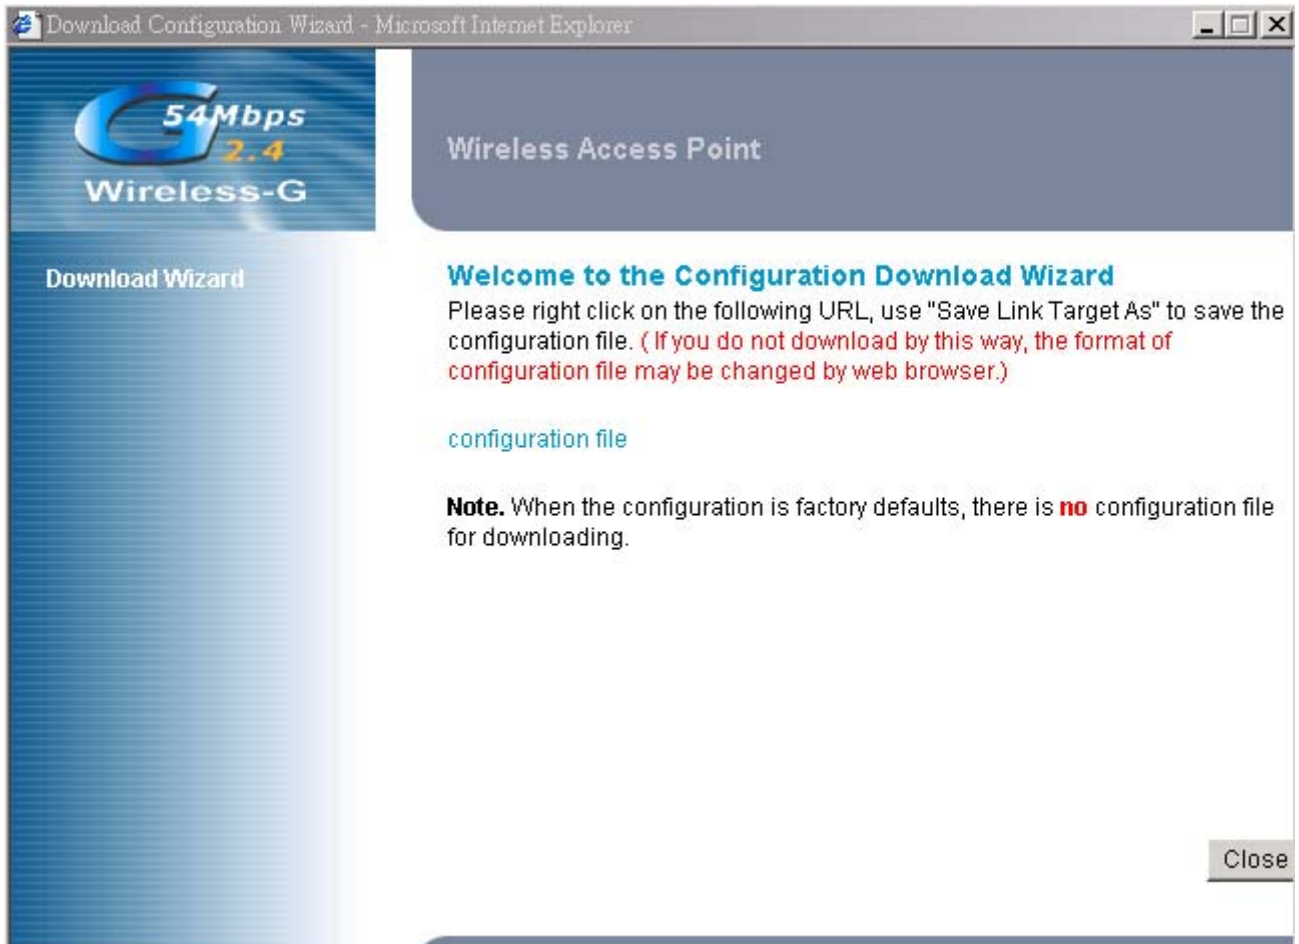 Download Configuration Wizard - Microsoft Internet Explorer
54Mbps
2.4
Wireless-G
Wireless Access Point
Download Wizard
Welcome to the Configuration Download Wizard
Please right click on the following URL, use "Save Link Target As" to save the
configuration file. ( If you do not download by this way, the format of
configuration file may be changed by web browser.)
configuration file
Note. When the configuration is factory defaults, there is no configuration file
for downloading.
Close